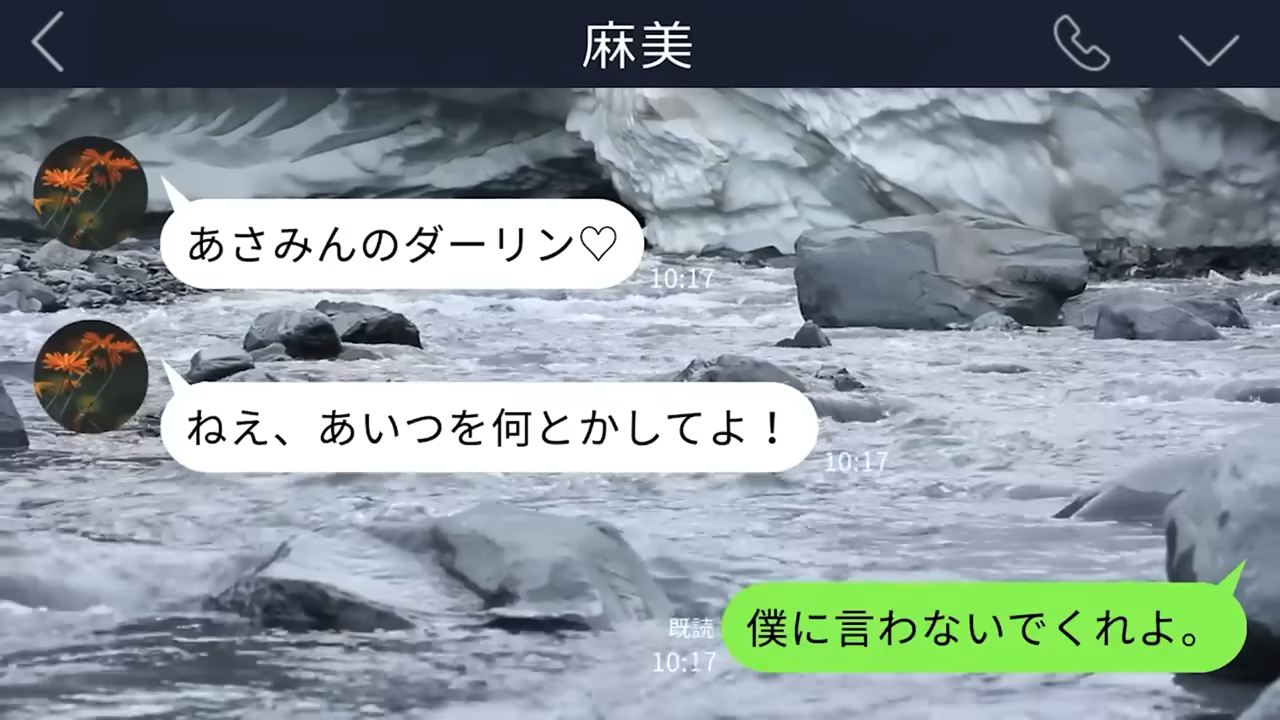 麻美
あさみんのダーリン♡
10:17
ねえ、あいつを何とかしてよ！
10:17
僕に言わないでくれよ。
既読
10:17